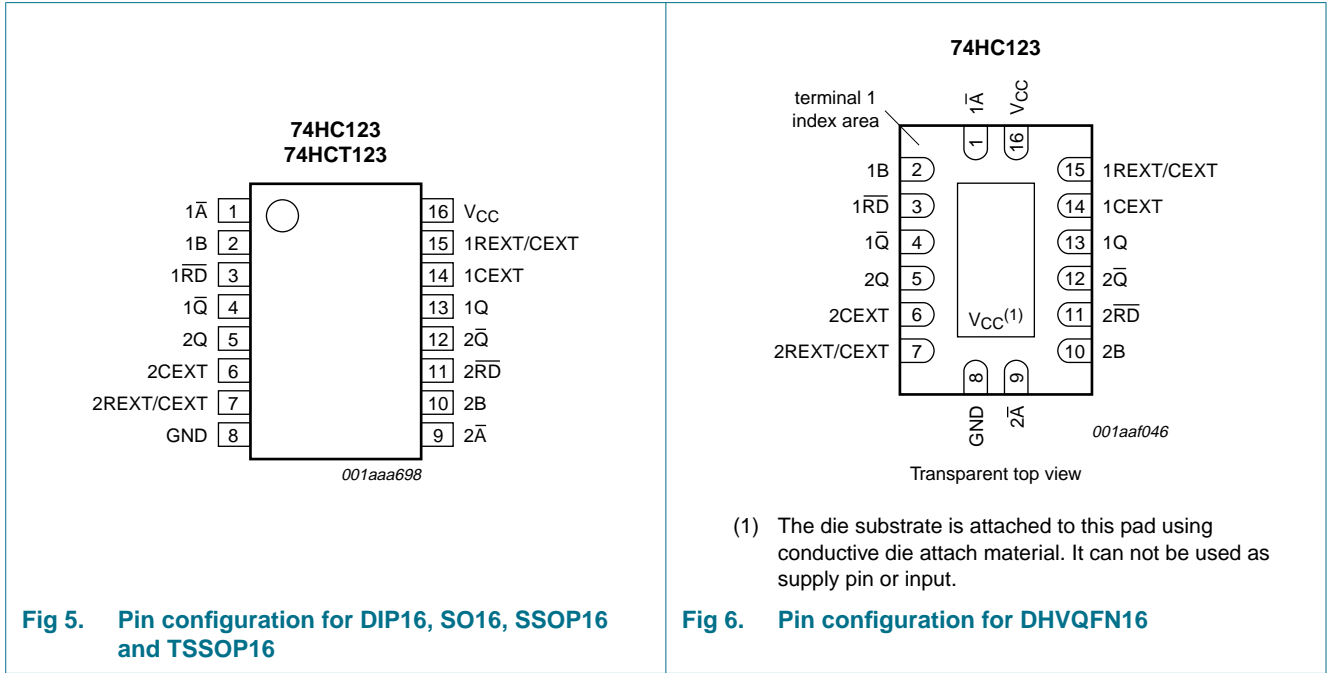 74HC123
74HCT123
1A̅ 1
1B 2
1R̅D̅ 3
1Q̅ 4
2Q 5
2CEXT 6
2REXT/CEXT 7
GND 8
16 VCC
15 1REXT/CEXT
14 1CEXT
13 1Q
12 2Q̅
11 2R̅D̅
10 2B
9 2A̅
001aaa698
Fig 5. Pin configuration for DIP16, SO16, SSOP16
and TSSOP16
74HC123
terminal 1
index area
1A̅ 1
VCC 16
1B 2
1R̅D̅ 3
1Q̅ 4
2Q 5
2CEXT 6
2REXT/CEXT 7
15 1REXT/CEXT
14 1CEXT
13 1Q
12 2Q̅
11 2R̅D̅
10 2B
VCC(1)
8 GND
9 2A̅
001aaf046
Transparent top view
(1) The die substrate is attached to this pad using
conductive die attach material. It can not be used as
supply pin or input.
Fig 6. Pin configuration for DHVQFN16